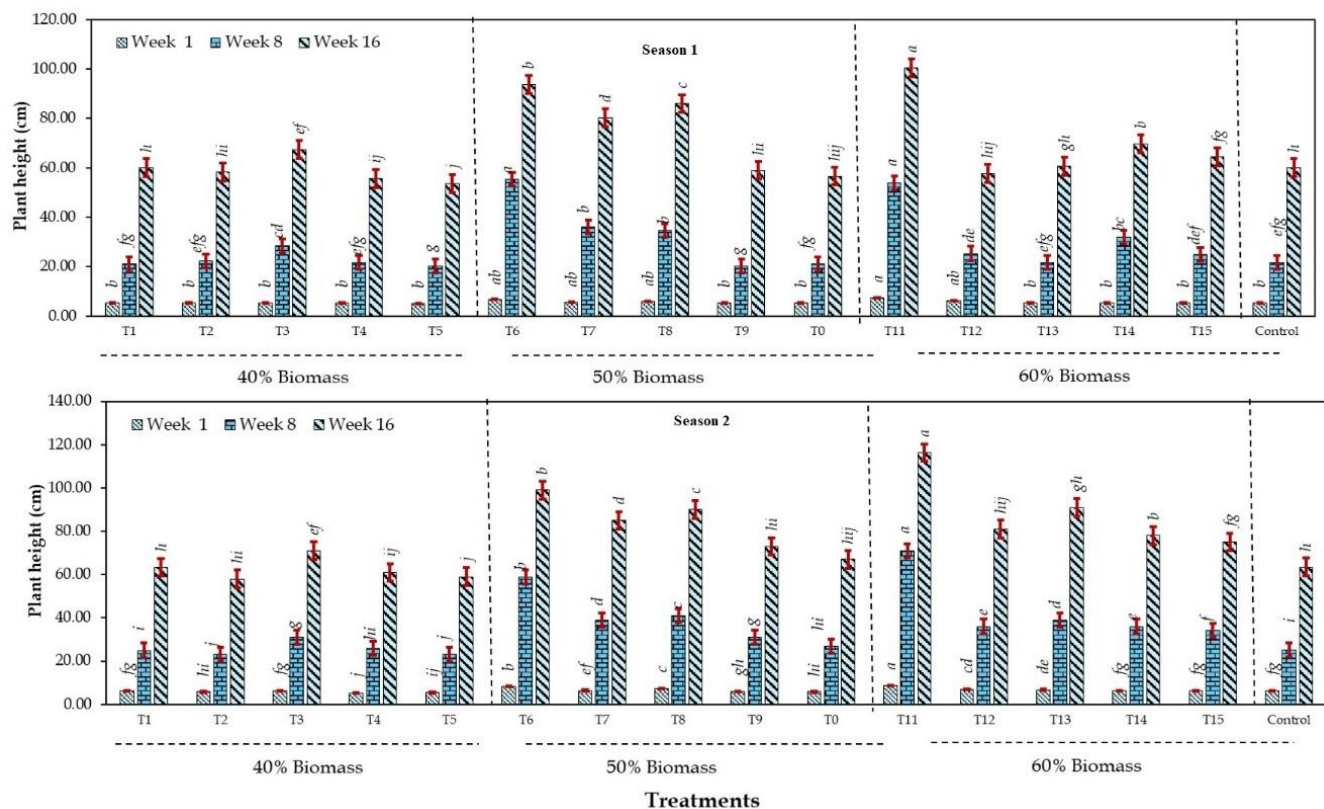 Plant height (cm)
120.00
100.00
80.00
60.00
40.00
20.00
0.00
Week 1 Week 8 Week 16
Season 1
b fg h b efg hi b cd ef b efg ij b g j ab a b ab b d ab b c b g hi b fg hij a a a ab de hij b efg gh b bc b b def fg b efg h
T1 T2 T3 T4 T5 T6 T7 T8 T9 T0 T11 T12 T13 T14 T15 Control
40% Biomass 50% Biomass 60% Biomass
Plant height (cm)
140.00
120.00
100.00
80.00
60.00
40.00
20.00
0.00
Week 1 Week 8 Week 16
Season 2
fg i h hi j hi fg g ef j hi ij ij j j b b b ef d d c c c gh g hi hi hi hij a a a cd e hij de d gh fg e b fg f fg fg i h
T1 T2 T3 T4 T5 T6 T7 T8 T9 T0 T11 T12 T13 T14 T15 Control
40% Biomass 50% Biomass 60% Biomass
Treatments